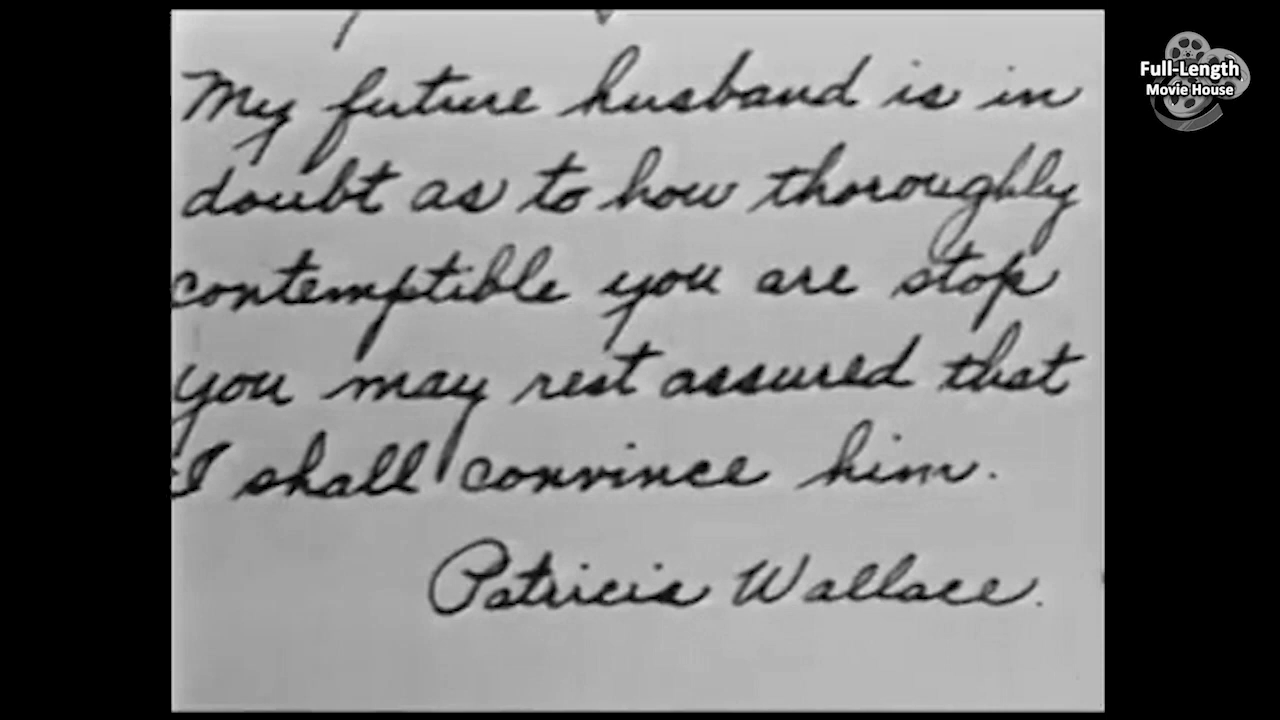 My future husband is in
doubt as to how thoroughly
contemptible you are stop
you may rest assured that
I shall convince him.
Patricia Wallace.
Full-Length
Movie House